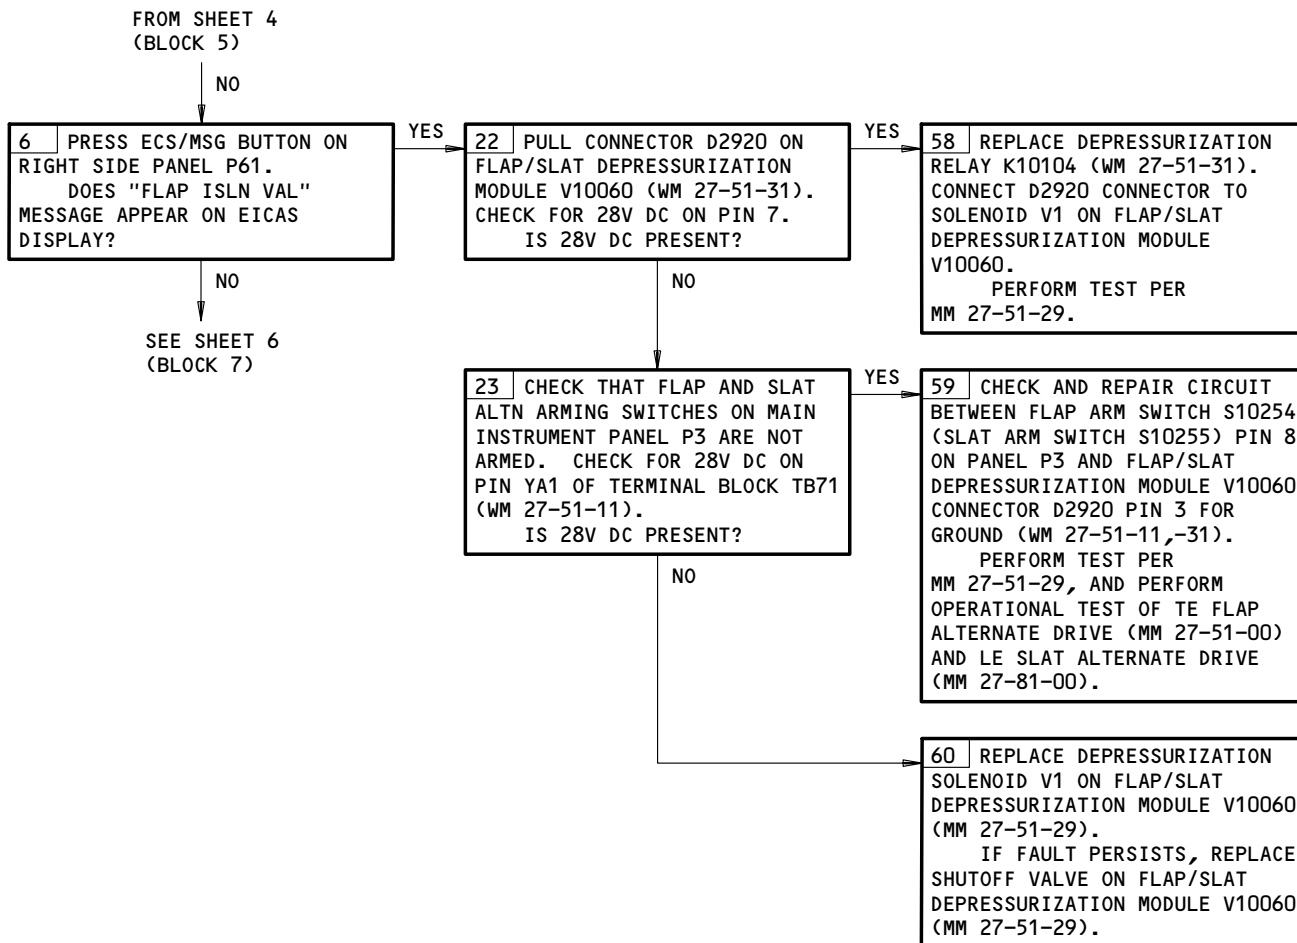 FROM SHEET 4
(BLOCK 5)
NO
6 PRESS ECS/MSG BUTTON ON
RIGHT SIDE PANEL P61.
DOES "FLAP ISLN VAL"
MESSAGE APPEAR ON EICAS
DISPLAY?
YES
NO
SEE SHEET 6
(BLOCK 7)
22 PULL CONNECTOR D2920 ON
FLAP/SLAT DEPRESSURIZATION
MODULE V10060 (WM 27-51-31).
CHECK FOR 28V DC ON PIN 7.
IS 28V DC PRESENT?
YES
NO
58 REPLACE DEPRESSURIZATION
RELAY K10104 (WM 27-51-31).
CONNECT D2920 CONNECTOR TO
SOLENOID V1 ON FLAP/SLAT
DEPRESSURIZATION MODULE
V10060.
PERFORM TEST PER
MM 27-51-29.
23 CHECK THAT FLAP AND SLAT
ALTN ARMING SWITCHES ON MAIN
INSTRUMENT PANEL P3 ARE NOT
ARMED. CHECK FOR 28V DC ON
PIN YA1 OF TERMINAL BLOCK TB71
(WM 27-51-11).
IS 28V DC PRESENT?
YES
NO
59 CHECK AND REPAIR CIRCUIT
BETWEEN FLAP ARM SWITCH S10254
(SLAT ARM SWITCH S10255) PIN 8
ON PANEL P3 AND FLAP/SLAT
DEPRESSURIZATION MODULE V10060
CONNECTOR D2920 PIN 3 FOR
GROUND (WM 27-51-11,-31).
PERFORM TEST PER
MM 27-51-29, AND PERFORM
OPERATIONAL TEST OF TE FLAP
ALTERNATE DRIVE (MM 27-51-00)
AND LE SLAT ALTERNATE DRIVE
(MM 27-81-00).
60 REPLACE DEPRESSURIZATION
SOLENOID V1 ON FLAP/SLAT
DEPRESSURIZATION MODULE V10060
(MM 27-51-29).
IF FAULT PERSISTS, REPLACE
SHUTOFF VALVE ON FLAP/SLAT
DEPRESSURIZATION MODULE V10060
(MM 27-51-29).